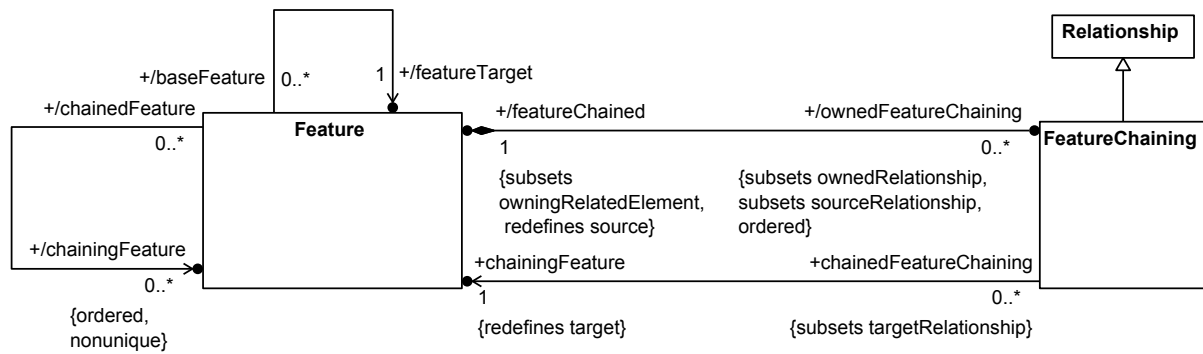 Relationship
+/baseFeature
0..*
1
+/featureTarget
+/chainedFeature
0..*
Feature
+/featureChained
1
+/ownedFeatureChaining
0..*
FeatureChaining
{subsets
owningRelatedElement,
redefines source}
{subsets ownedRelationship,
subsets sourceRelationship,
ordered}
+/chainingFeature
0..*
{ordered,
nonunique}
+chainingFeature
1
{redefines target}
+chainedFeatureChaining
0..*
{subsets targetRelationship}